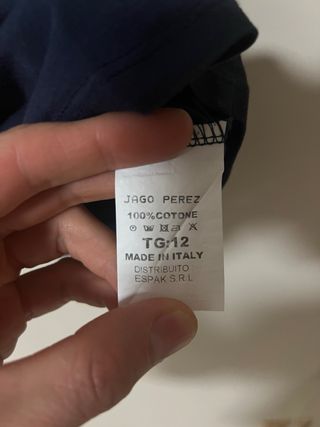 JAGO PEREZ
100%COTONE
TG:12
MADE IN ITALY
DISTRIBUITO
ESPAK S.R.L